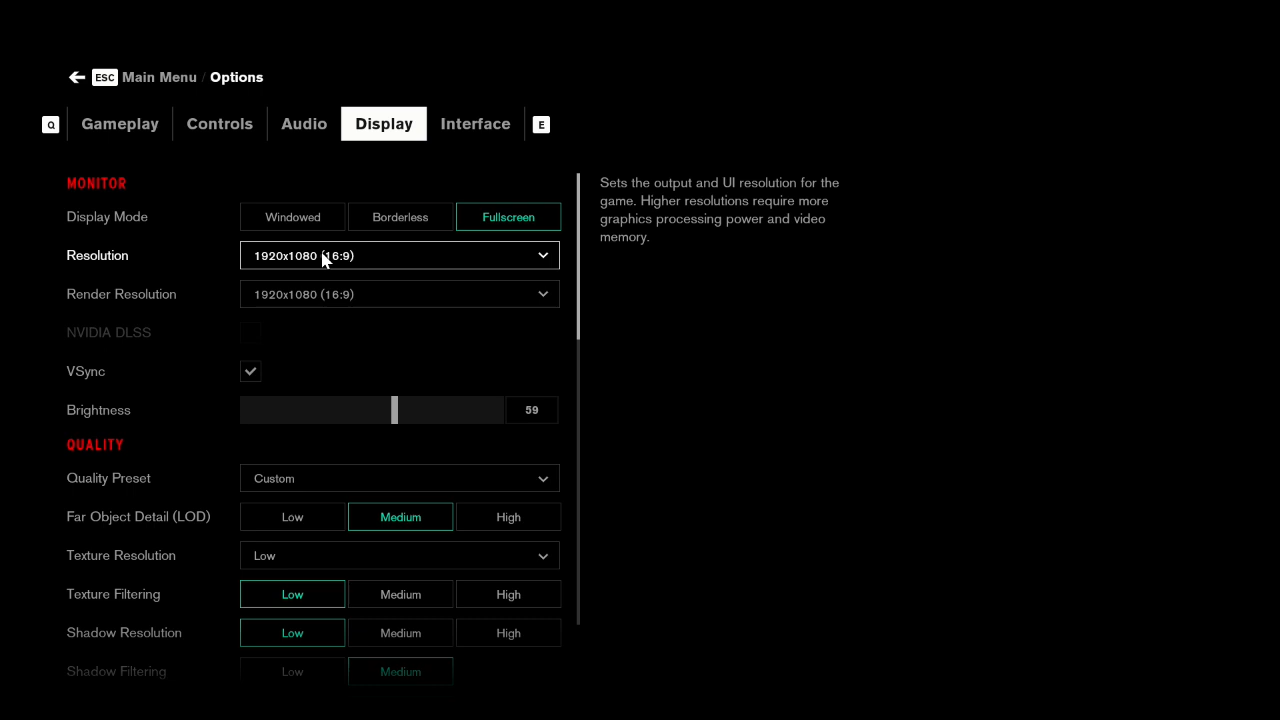 ESC Main Menu / Options
Q Gameplay Controls Audio Display Interface E
MONITOR
Display Mode Windowed Borderless Fullscreen
Resolution 1920x1080 (16:9)
Render Resolution 1920x1080 (16:9)
NVIDIA DLSS
VSync
Brightness 59
QUALITY
Quality Preset Custom
Far Object Detail (LOD) Low Medium High
Texture Resolution Low
Texture Filtering Low Medium High
Shadow Resolution Low Medium High
Shadow Filtering Low Medium
Sets the output and UI resolution for the
game. Higher resolutions require more
graphics processing power and video
memory.